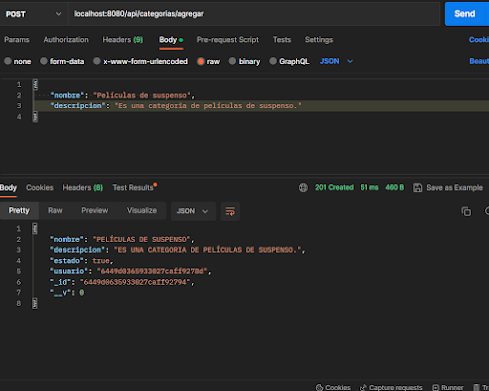 POST localhost:8080/api/categorias/agregar Send
Params Authorization Headers (9) Body Pre-request Script Tests Settings Cooki
none form-data x-www-form-urlencoded raw binary GraphQL JSON Beaut
1 {
2 "nombre": "Películas de suspenso",
3 "descripcion": "Es una categoria de películas de suspenso."
4 }
Body Cookies Headers (8) Test Results 201 Created 51 ms 460 B Save as Example
Pretty Raw Preview Visualize JSON
1 {
2 "nombre": "PELÍCULAS DE SUSPENSO",
3 "descripcion": "ES UNA CATEGORIA DE PELÍCULAS DE SUSPENSO.",
4 "estado": true,
5 "usuario": "6449d0365933027caff9278d",
6 "_id": "6449d0635933027caff92794",
7 "__v": 0
8 }
Cookies Capture requests Runner